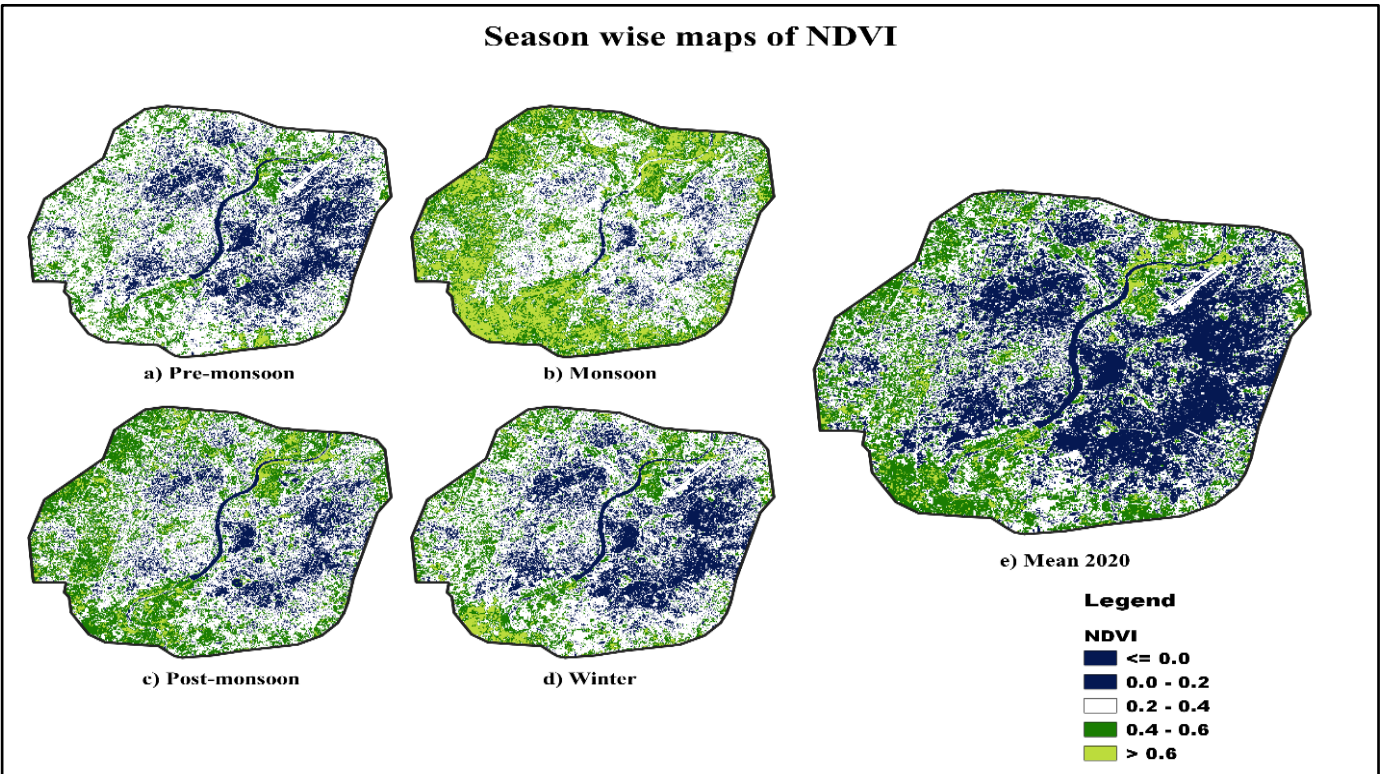 Season wise maps of NDVI
a) Pre-monsoon
b) Monsoon
c) Post-monsoon
d) Winter
e) Mean 2020
Legend
NDVI
<= 0.0
0.0 - 0.2
0.2 - 0.4
0.4 - 0.6
> 0.6